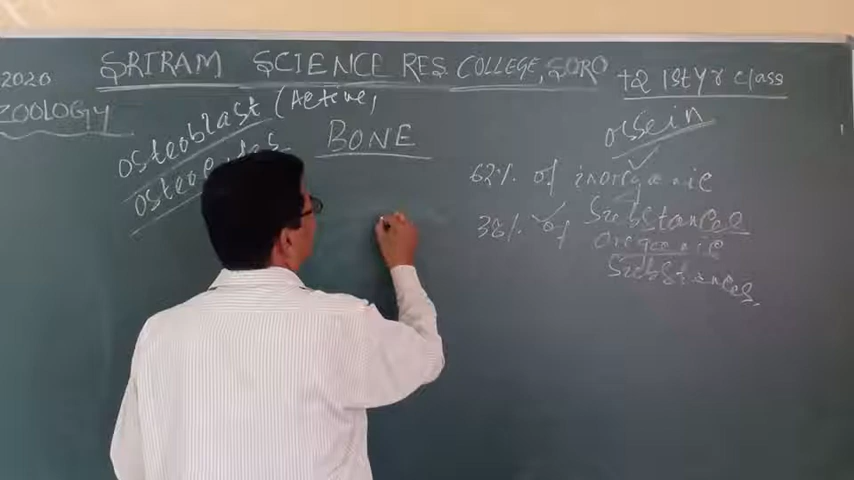 SRIRAM SCIENCE RES. COLLEGE, SORO
+2 1st yr class
2020
ZOOLOGY
osteoblast (Active,
BONE
ossein
62% of inorganic
Substances
38% of
organic
Substances.